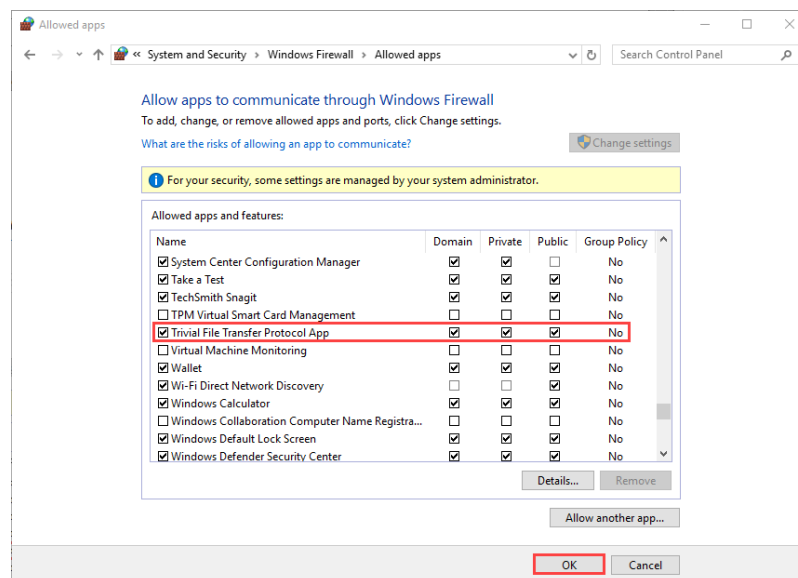 Allowed apps
« System and Security > Windows Firewall > Allowed apps
Search Control Panel
Allow apps to communicate through Windows Firewall
To add, change, or remove allowed apps and ports, click Change settings.
What are the risks of allowing an app to communicate?
Change settings
For your security, some settings are managed by your system administrator.
Allowed apps and features:
Name Domain Private Public Group Policy
System Center Configuration Manager No
Take a Test No
TechSmith Snagit No
TPM Virtual Smart Card Management No
Trivial File Transfer Protocol App No
Virtual Machine Monitoring No
Wallet No
Wi-Fi Direct Network Discovery No
Windows Calculator No
Windows Collaboration Computer Name Registra... No
Windows Default Lock Screen No
Windows Defender Security Center No
Details... Remove
Allow another app...
OK Cancel